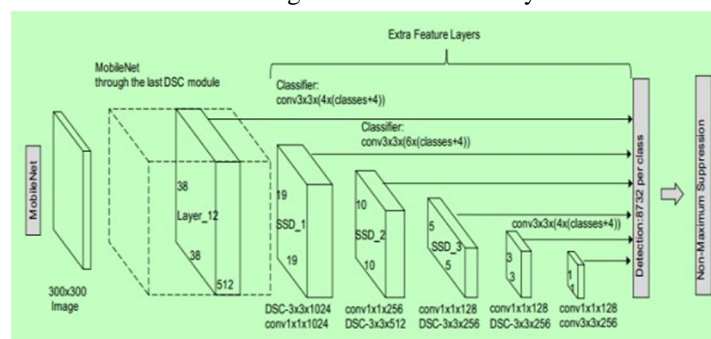 Extra Feature Layers
MobileNet
through the last DSC module
Classifier:
conv3x3x(4x(classes+4))
Classifier:
conv3x3x(6x(classes+4))
MobileNet
38
Layer_12
38
512
19
SSD_1
19
10
SSD_2
10
5
SSD_3
5
conv3x3x(4x(classes+4))
3
3
1
1
Detection:8732 per class
Non-Maximum Suppression
300x300
Image
DSC-3x3x1024
conv1x1x1024
conv1x1x256
DSC-3x3x512
conv1x1x128
DSC-3x3x256
conv1x1x128
DSC-3x3x256
conv1x1x128
conv3x3x256